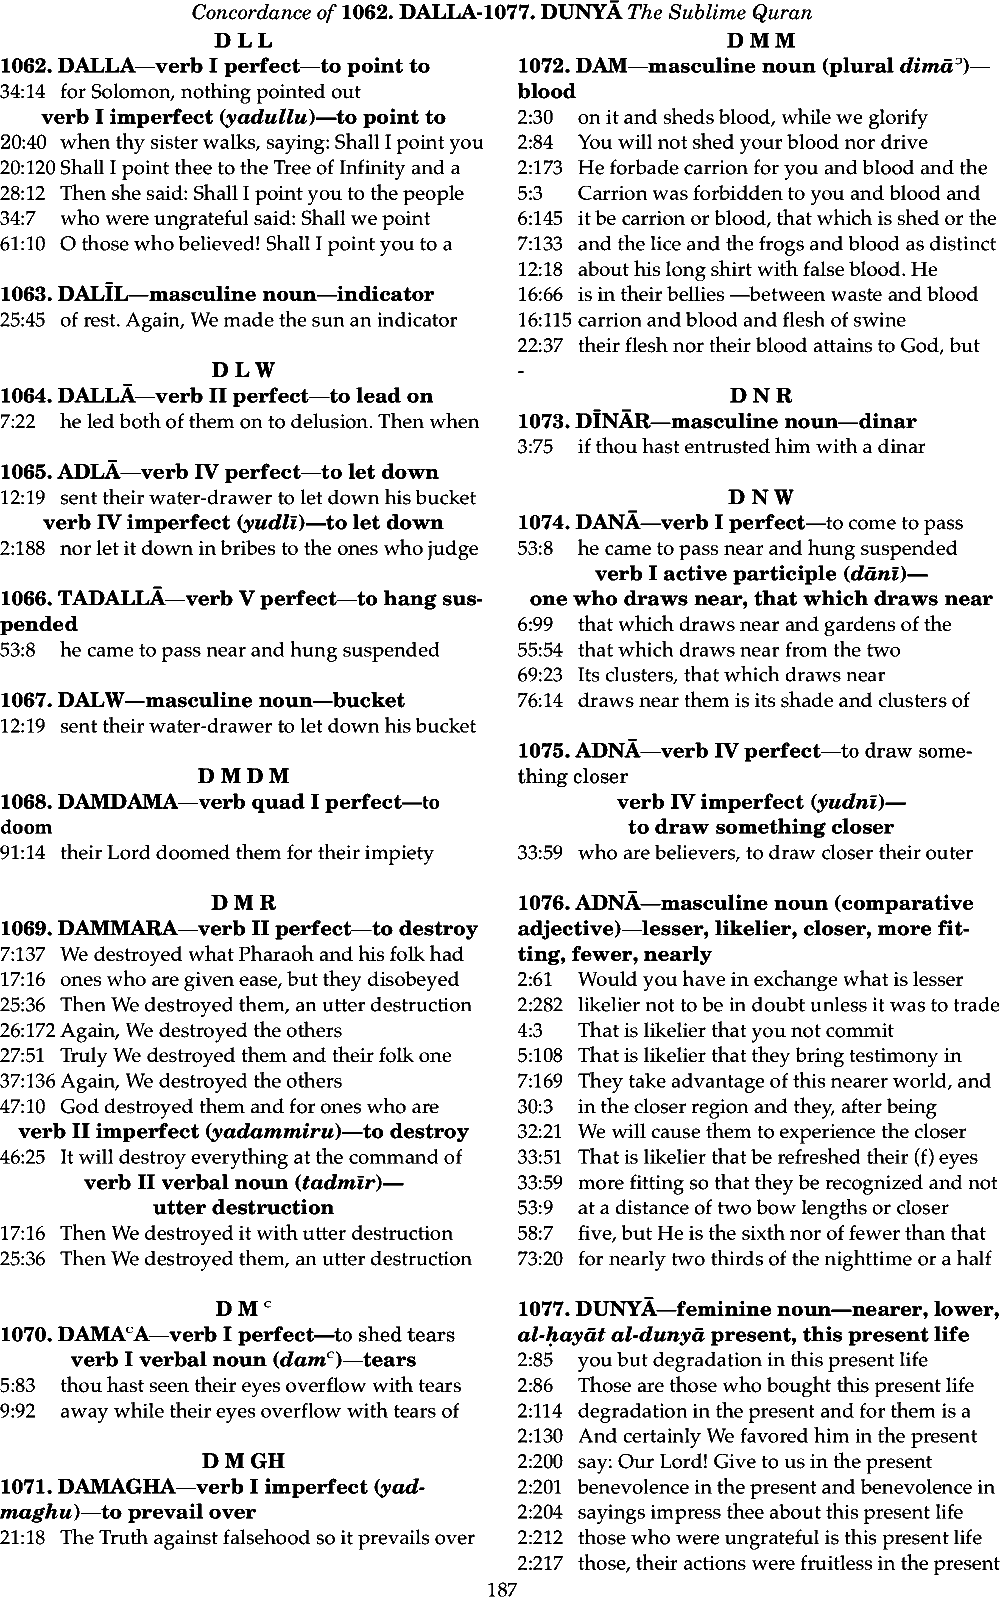 Concordance of 1062. DALLA-1077. DUNYĀ The Sublime Quran
D L L
1062. DALLA—verb I perfect—to point to
34:14 for Solomon, nothing pointed out
verb I imperfect (yadullu)—to point to
20:40 when thy sister walks, saying: Shall I point you
20:120 Shall I point thee to the Tree of Infinity and a
28:12 Then she said: Shall I point you to the people
34:7 who were ungrateful said: Shall we point
61:10 O those who believed! Shall I point you to a
1063. DALĪL—masculine noun—indicator
25:45 of rest. Again, We made the sun an indicator
D L W
1064. DALLĀ—verb II perfect—to lead on
7:22 he led both of them on to delusion. Then when
1065. ADLĀ—verb IV perfect—to let down
12:19 sent their water-drawer to let down his bucket
verb IV imperfect (yudlī)—to let down
2:188 nor let it down in bribes to the ones who judge
1066. TADALLĀ—verb V perfect—to hang sus-
pended
53:8 he came to pass near and hung suspended
1067. DALW—masculine noun—bucket
12:19 sent their water-drawer to let down his bucket
D M D M
1068. DAMDAMA—verb quad I perfect—to
doom
91:14 their Lord doomed them for their impiety
D M R
1069. DAMMARA—verb II perfect—to destroy
7:137 We destroyed what Pharaoh and his folk had
17:16 ones who are given ease, but they disobeyed
25:36 Then We destroyed them, an utter destruction
26:172 Again, We destroyed the others
27:51 Truly We destroyed them and their folk one
37:136 Again, We destroyed the others
47:10 God destroyed them and for ones who are
verb II imperfect (yadammiru)—to destroy
46:25 It will destroy everything at the command of
verb II verbal noun (tadmīr)—
utter destruction
17:16 Then We destroyed it with utter destruction
25:36 Then We destroyed them, an utter destruction
D M ᶜ
1070. DAMAᶜA—verb I perfect—to shed tears
verb I verbal noun (damᶜ)—tears
5:83 thou hast seen their eyes overflow with tears
9:92 away while their eyes overflow with tears of
D M GH
1071. DAMAGHA—verb I imperfect (yad-
maghu)—to prevail over
21:18 The Truth against falsehood so it prevails over
D M M
1072. DAM—masculine noun (plural dimāᵓ)—
blood
2:30 on it and sheds blood, while we glorify
2:84 You will not shed your blood nor drive
2:173 He forbade carrion for you and blood and the
5:3 Carrion was forbidden to you and blood and
6:145 it be carrion or blood, that which is shed or the
7:133 and the lice and the frogs and blood as distinct
12:18 about his long shirt with false blood. He
16:66 is in their bellies —between waste and blood
16:115 carrion and blood and flesh of swine
22:37 their flesh nor their blood attains to God, but
-
D N R
1073. DĪNĀR—masculine noun—dinar
3:75 if thou hast entrusted him with a dinar
D N W
1074. DANĀ—verb I perfect—to come to pass
53:8 he came to pass near and hung suspended
verb I active participle (dānī)—
one who draws near, that which draws near
6:99 that which draws near and gardens of the
55:54 that which draws near from the two
69:23 Its clusters, that which draws near
76:14 draws near them is its shade and clusters of
1075. ADNĀ—verb IV perfect—to draw some-
thing closer
verb IV imperfect (yudnī)—
to draw something closer
33:59 who are believers, to draw closer their outer
1076. ADNĀ—masculine noun (comparative
adjective)—lesser, likelier, closer, more fit-
ting, fewer, nearly
2:61 Would you have in exchange what is lesser
2:282 likelier not to be in doubt unless it was to trade
4:3 That is likelier that you not commit
5:108 That is likelier that they bring testimony in
7:169 They take advantage of this nearer world, and
30:3 in the closer region and they, after being
32:21 We will cause them to experience the closer
33:51 That is likelier that be refreshed their (f) eyes
33:59 more fitting so that they be recognized and not
53:9 at a distance of two bow lengths or closer
58:7 five, but He is the sixth nor of fewer than that
73:20 for nearly two thirds of the nighttime or a half
1077. DUNYĀ—feminine noun—nearer, lower,
al-ḥayāt al-dunyā present, this present life
2:85 you but degradation in this present life
2:86 Those are those who bought this present life
2:114 degradation in the present and for them is a
2:130 And certainly We favored him in the present
2:200 say: Our Lord! Give to us in the present
2:201 benevolence in the present and benevolence in
2:204 sayings impress thee about this present life
2:212 those who were ungrateful is this present life
2:217 those, their actions were fruitless in the present
187